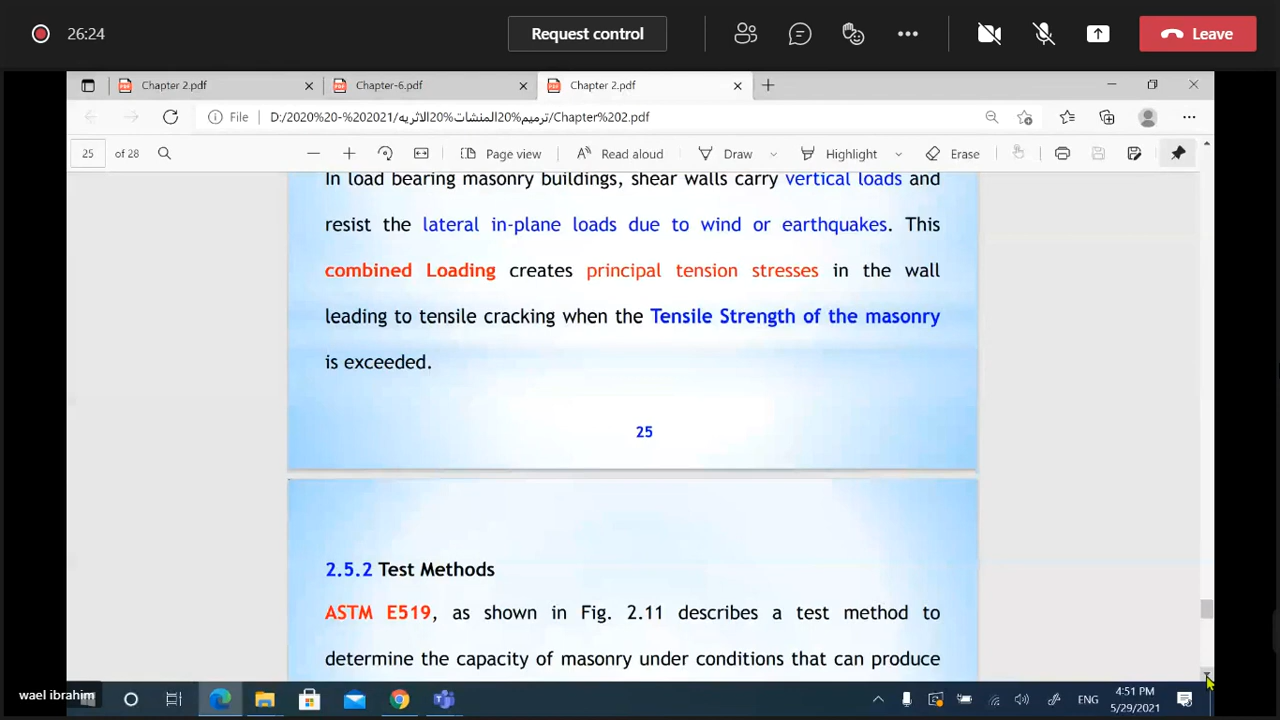 26:24
Request control
Leave
Chapter 2.pdf
Chapter-6.pdf
Chapter 2.pdf
File
D:/2020%20-%202021/ترميم%20المنشات%20الاثريه/Chapter%202.pdf
25 of 28
Page view
Read aloud
Draw
Highlight
Erase
In load bearing masonry buildings, shear walls carry vertical loads and
resist the lateral in-plane loads due to wind or earthquakes. This
combined Loading creates principal tension stresses in the wall
leading to tensile cracking when the Tensile Strength of the masonry
is exceeded.
25
2.5.2 Test Methods
ASTM E519, as shown in Fig. 2.11 describes a test method to
determine the capacity of masonry under conditions that can produce
wael ibrahim
ENG
4:51 PM
5/29/2021